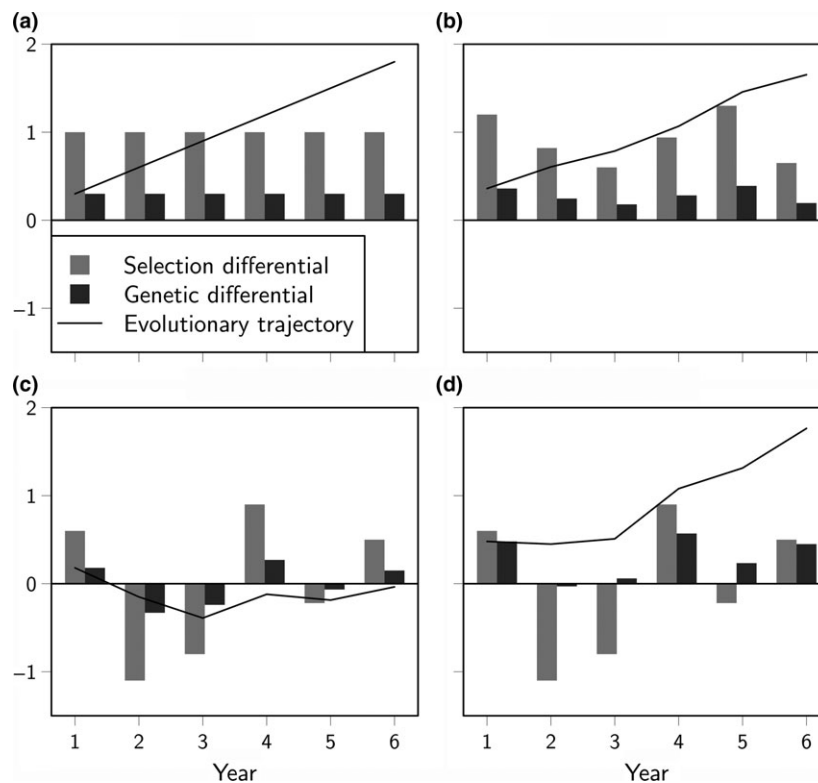 (a)
(b)
2
1
0
Selection differential
Genetic differential
−1
Evolutionary trajectory
(c)
(d)
2
1
0
−1
1 2 3 4 5 6
1 2 3 4 5 6
Year
Year